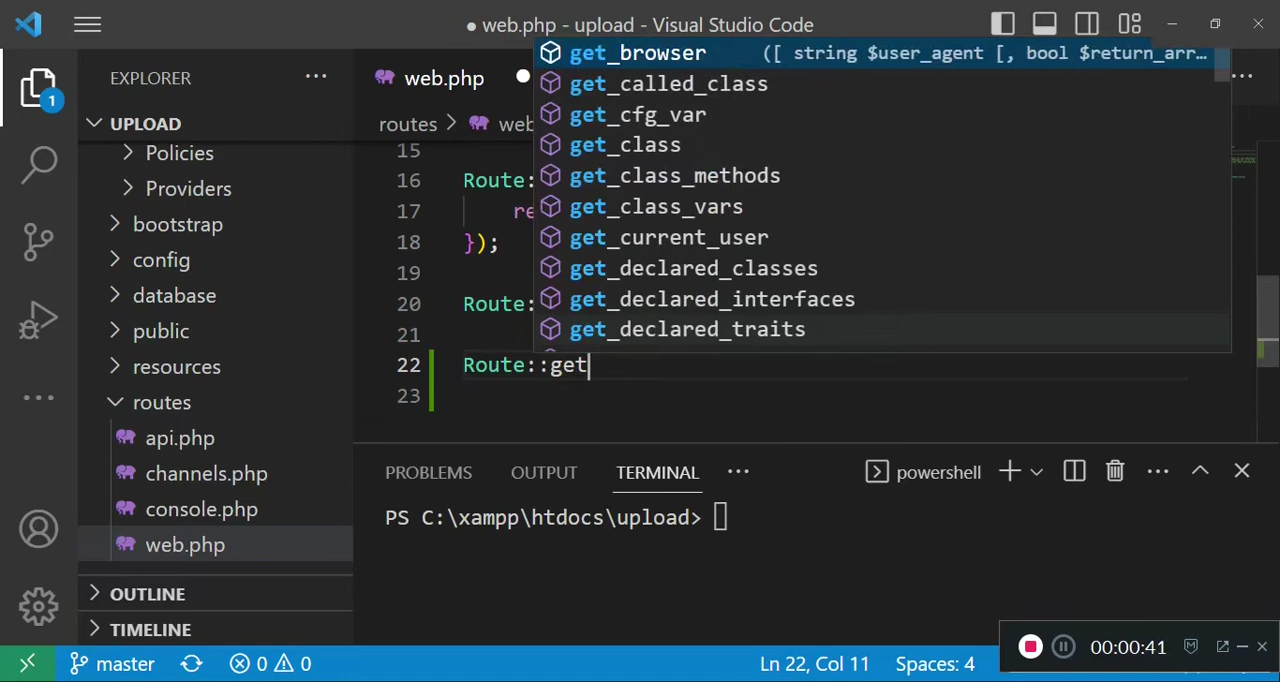 ● web.php - upload - Visual Studio Code
EXPLORER
1
UPLOAD
Policies
Providers
bootstrap
config
database
public
resources
routes
api.php
channels.php
console.php
web.php
OUTLINE
TIMELINE
web.php
routes > web
get_browser ([ string $user_agent [, bool $return_arr...
get_called_class
get_cfg_var
get_class
get_class_methods
get_class_vars
get_current_user
get_declared_classes
get_declared_interfaces
get_declared_traits
15
16 Route:
17 re
18 });
19
20 Route:
21
22 Route::get
23
PROBLEMS OUTPUT TERMINAL powershell
PS C:\xampp\htdocs\upload>
00:00:41
master 0 0 Ln 22, Col 11 Spaces: 4